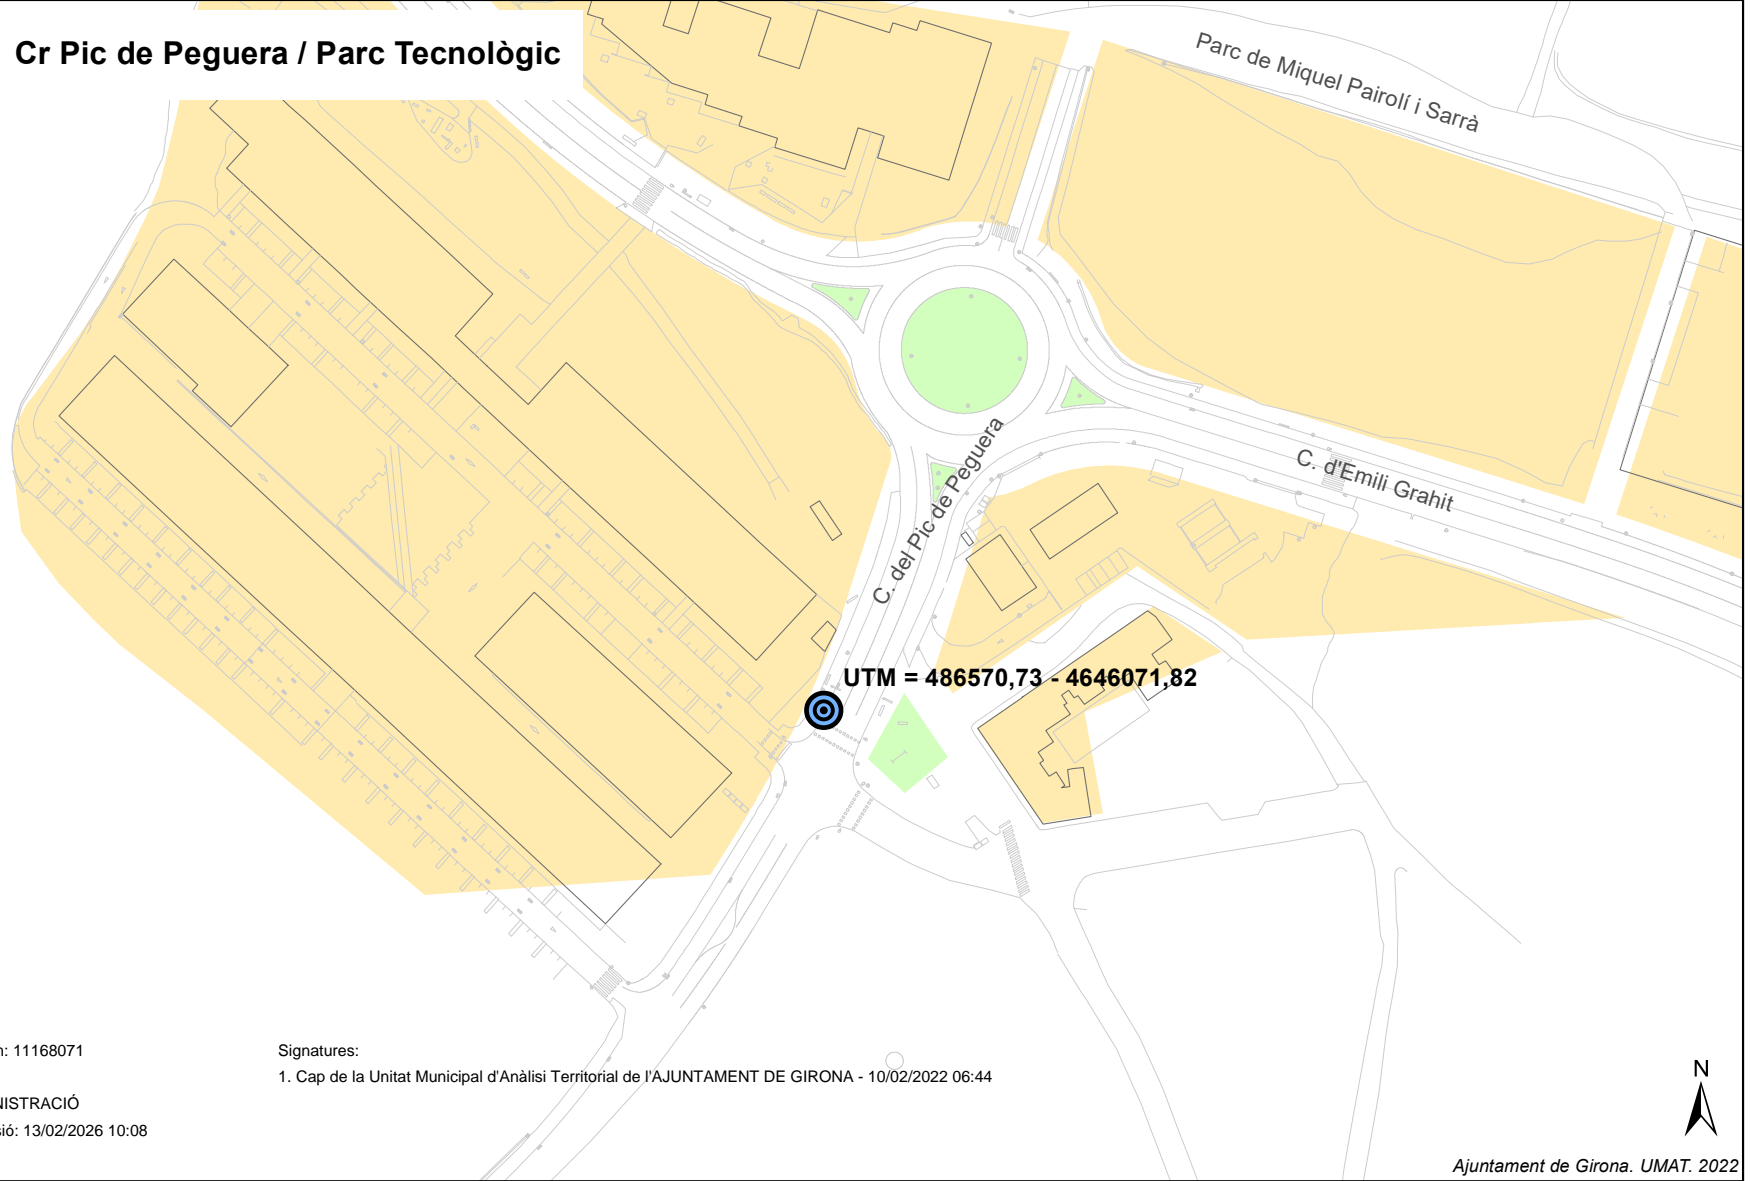 Cr Pic de Peguera / Parc Tecnològic
Parc de Miquel Pairolí i Sarrà
C. d'Emili Grahit
C. del Pic de Peguera
UTM = 486570,73 - 4646071,82
: 11168071
Signatures:
1. Cap de la Unitat Municipal d'Anàlisi Territorial de l'AJUNTAMENT DE GIRONA - 10/02/2022 06:44
NISTRACIÓ
sió: 13/02/2026 10:08
N
Ajuntament de Girona. UMAT. 2022